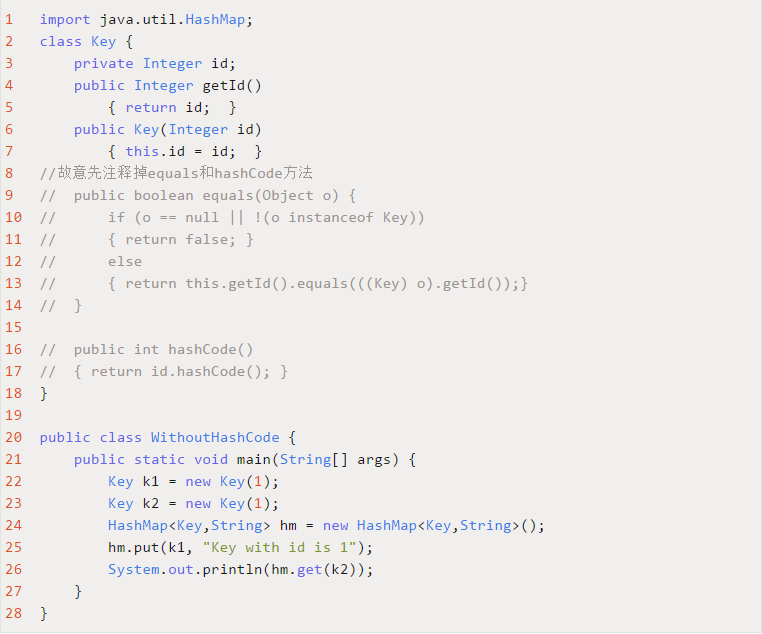 1 import java.util.HashMap;
2 class Key {
3     private Integer id;
4     public Integer getId()
5         { return id;  }
6     public Key(Integer id)
7         { this.id = id;  }
8 //故意先注释掉equals和hashCode方法
9 //  public boolean equals(Object o) {
10 //      if (o == null || !(o instanceof Key))
11 //      { return false; }
12 //      else
13 //      { return this.getId().equals(((Key) o).getId());}
14 //  }
15
16 //  public int hashCode()
17 //  { return id.hashCode(); }
18 }
19
20 public class WithoutHashCode {
21     public static void main(String[] args) {
22         Key k1 = new Key(1);
23         Key k2 = new Key(1);
24         HashMap<Key,String> hm = new HashMap<Key,String>();
25         hm.put(k1, "Key with id is 1");
26         System.out.println(hm.get(k2));
27     }
28 }